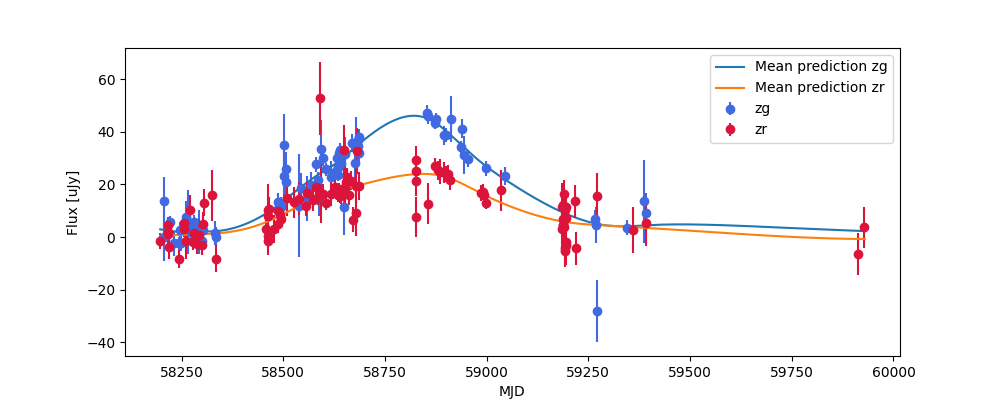 Flux [uJy]
60
40
20
0
−20
−40
58250
58500
58750
59000
59250
59500
59750
60000
MJD
Mean prediction zg
Mean prediction zr
zg
zr